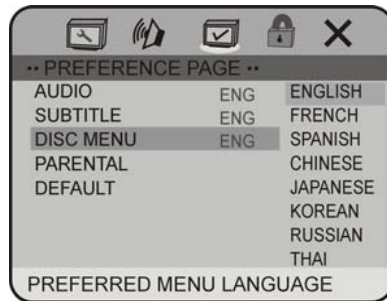 ·· PREFERENCE PAGE ··
AUDIO ENG ENGLISH
SUBTITLE ENG FRENCH
DISC MENU ENG SPANISH
PARENTAL CHINESE
DEFAULT JAPANESE
KOREAN
RUSSIAN
THAI
PREFERRED MENU LANGUAGE